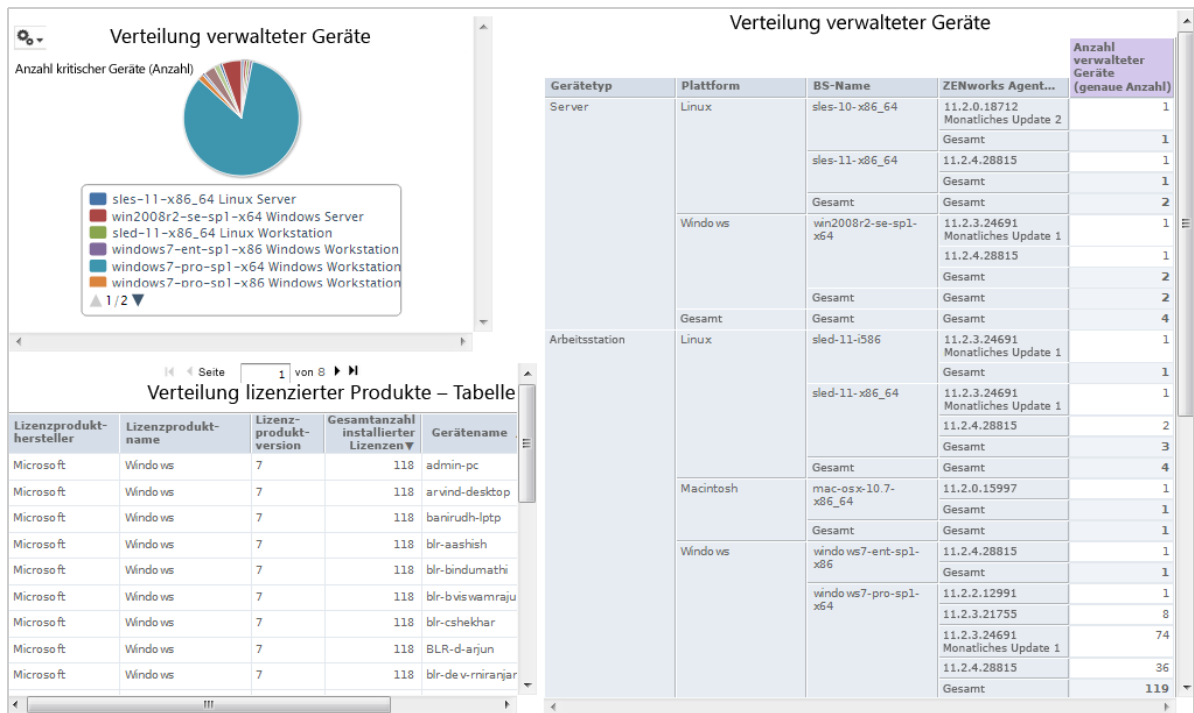 Verteilung verwalteter Geräte
Anzahl kritischer Geräte (Anzahl)
sles-11-x86_64 Linux Server
win2008r2-se-sp1-x64 Windows Server
sled-11-x86_64 Linux Workstation
windows7-ent-sp1-x86 Windows Workstation
windows7-pro-sp1-x64 Windows Workstation
windows7-pro-sp1-x86 Windows Workstation
1/2
Seite 1 von 8
Verteilung lizenzierter Produkte – Tabelle
Lizenzprodukt-hersteller Lizenzprodukt-name Lizenz-produkt-version Gesamtanzahl installierter Lizenzen▼ Gerätename
Microsoft Windows 7 118 admin-pc
Microsoft Windows 7 118 arvind-desktop
Microsoft Windows 7 118 banirudh-lptp
Microsoft Windows 7 118 blr-aashish
Microsoft Windows 7 118 blr-bindumathi
Microsoft Windows 7 118 blr-bviswamraju
Microsoft Windows 7 118 blr-cshekhar
Microsoft Windows 7 118 BLR-d-arjun
Microsoft Windows 7 118 blr-dev-rniranjan
Verteilung verwalteter Geräte
Gerätetyp Plattform BS-Name ZENworks Agent... Anzahl verwalteter Geräte (genaue Anzahl)
Server Linux sles-10-x86_64 11.2.0.18712 1
Monatliches Update 2
Gesamt 1
sles-11-x86_64 11.2.4.28815 1
Gesamt 1
Gesamt Gesamt 2
Windows win2008r2-se-sp1-x64 11.2.3.24691 1
Monatliches Update 1
11.2.4.28815 1
Gesamt 2
Gesamt Gesamt 2
Gesamt Gesamt Gesamt 4
Arbeitsstation Linux sled-11-i586 11.2.3.24691 1
Monatliches Update 1
Gesamt 1
sled-11-x86_64 11.2.3.24691 1
Monatliches Update 1
11.2.4.28815 2
Gesamt 3
Gesamt Gesamt 4
Macintosh mac-osx-10.7-x86_64 11.2.0.15997 1
Gesamt 1
Gesamt Gesamt 1
Windows windows7-ent-sp1-x86 11.2.4.28815 1
Gesamt 1
windows7-pro-sp1-x64 11.2.2.12991 1
11.2.3.21755 8
11.2.3.24691 74
Monatliches Update 1
11.2.4.28815 36
Gesamt 119